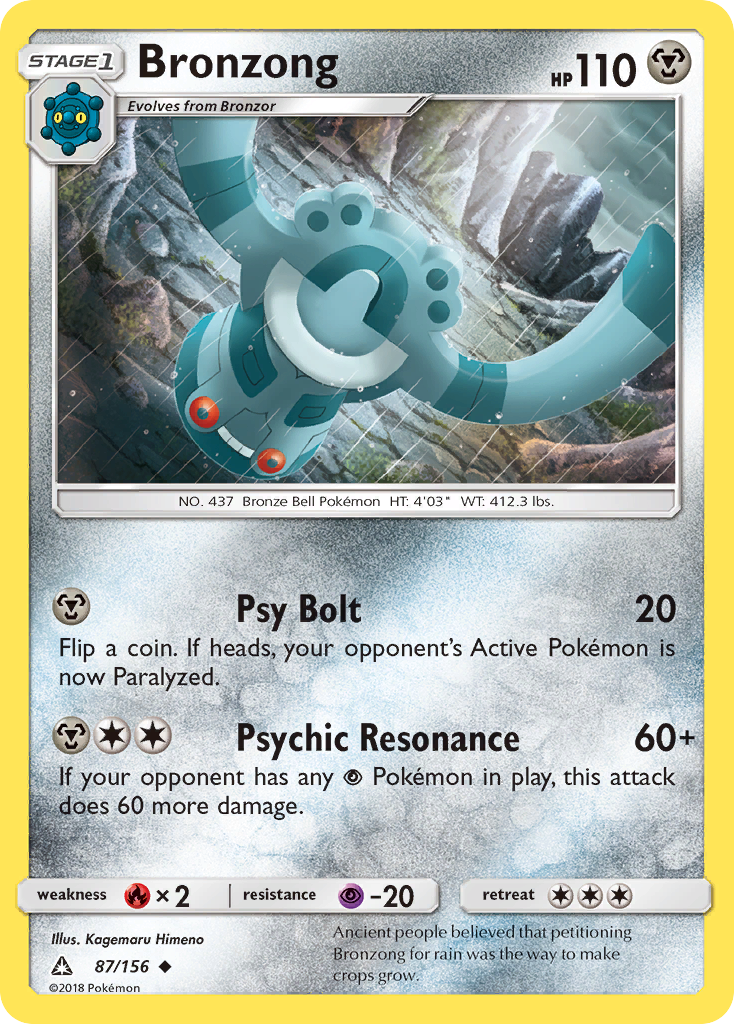 STAGE1
Bronzong
HP110
Evolves from Bronzor
NO. 437 Bronze Bell Pokémon HT: 4'03" WT: 412.3 lbs.
Psy Bolt 20
Flip a coin. If heads, your opponent's Active Pokémon is
now Paralyzed.
Psychic Resonance 60+
If your opponent has any Pokémon in play, this attack
does 60 more damage.
weakness ×2 resistance -20 retreat
Illus. Kagemaru Himeno
87/156
©2018 Pokémon
Ancient people believed that petitioning
Bronzong for rain was the way to make
crops grow.